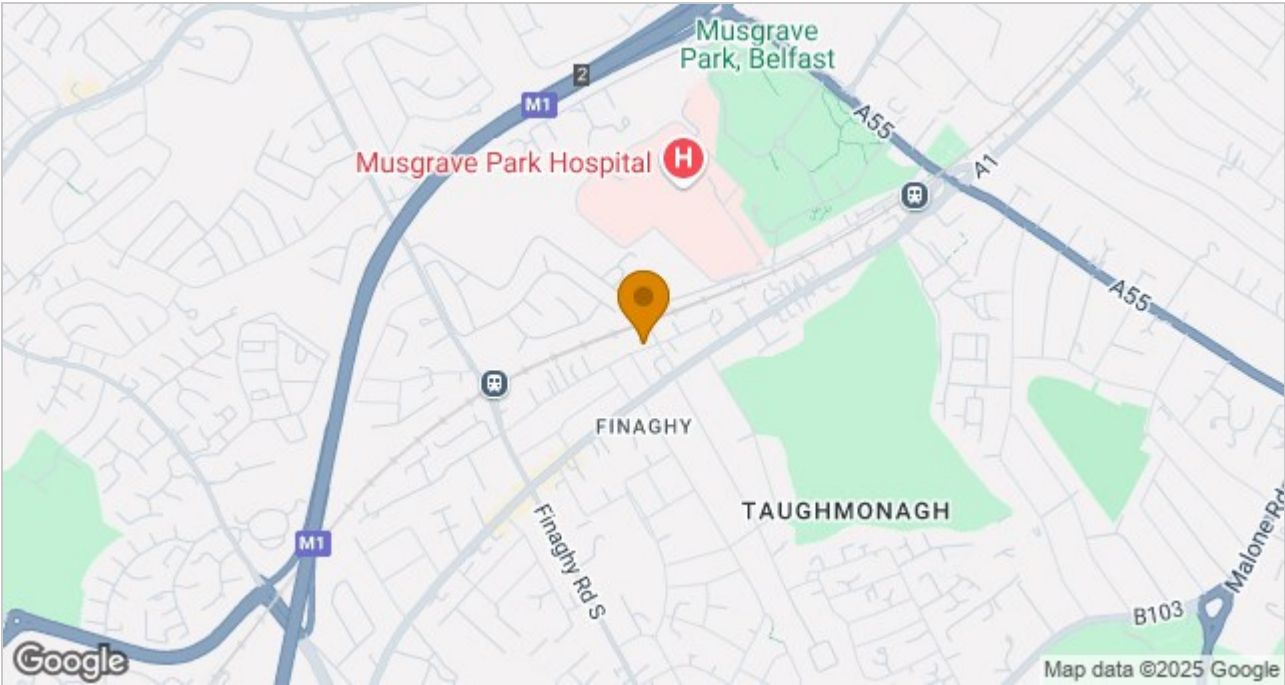 Musgrave
Park, Belfast
2
M1
A55
Musgrave Park Hospital
H
A1
A55
FINAGHY
TAUGHMONAGH
Finaghy Rd S
M1
Malone Rd
B103
Google
Map data ©2025 Google